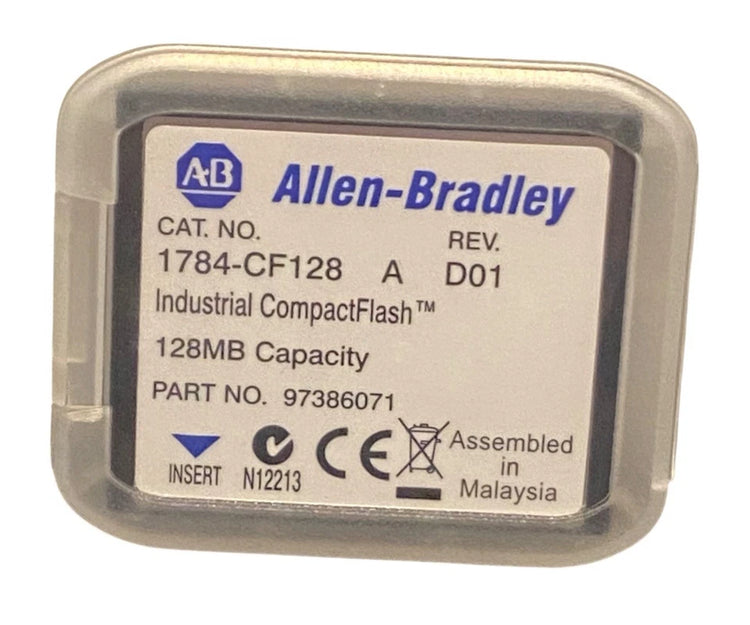 A-B Allen-Bradley
CAT. NO. REV.
1784-CF128 A D01
Industrial CompactFlash™
128MB Capacity
PART NO. 97386071
INSERT
N12213
CE
Assembled
in
Malaysia